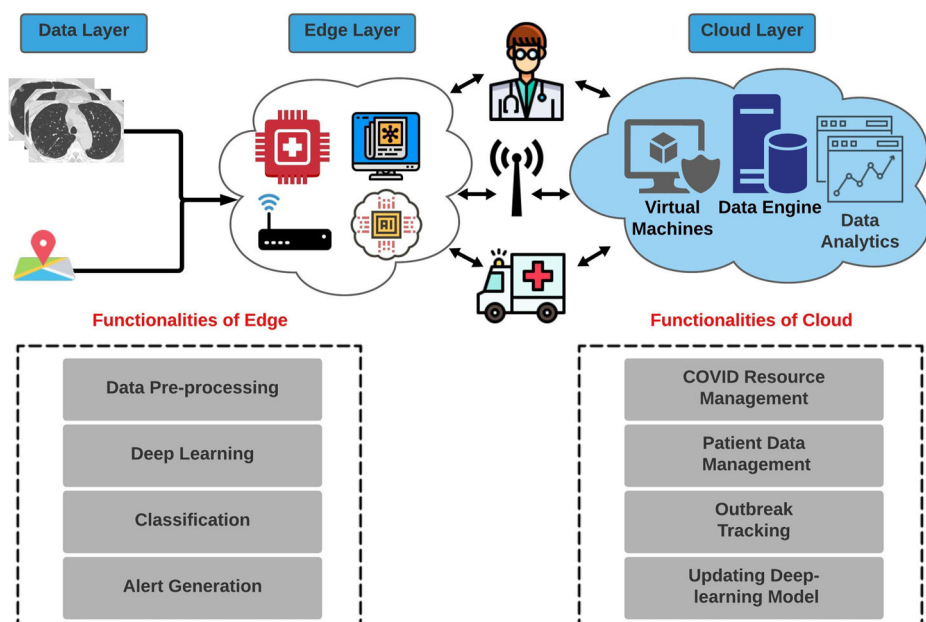 Data Layer
Edge Layer
Cloud Layer
AI
Virtual
Machines
Data Engine
Data
Analytics
Functionalities of Edge
Functionalities of Cloud
Data Pre-processing
Deep Learning
Classification
Alert Generation
COVID Resource
Management
Patient Data
Management
Outbreak
Tracking
Updating Deep-
learning Model